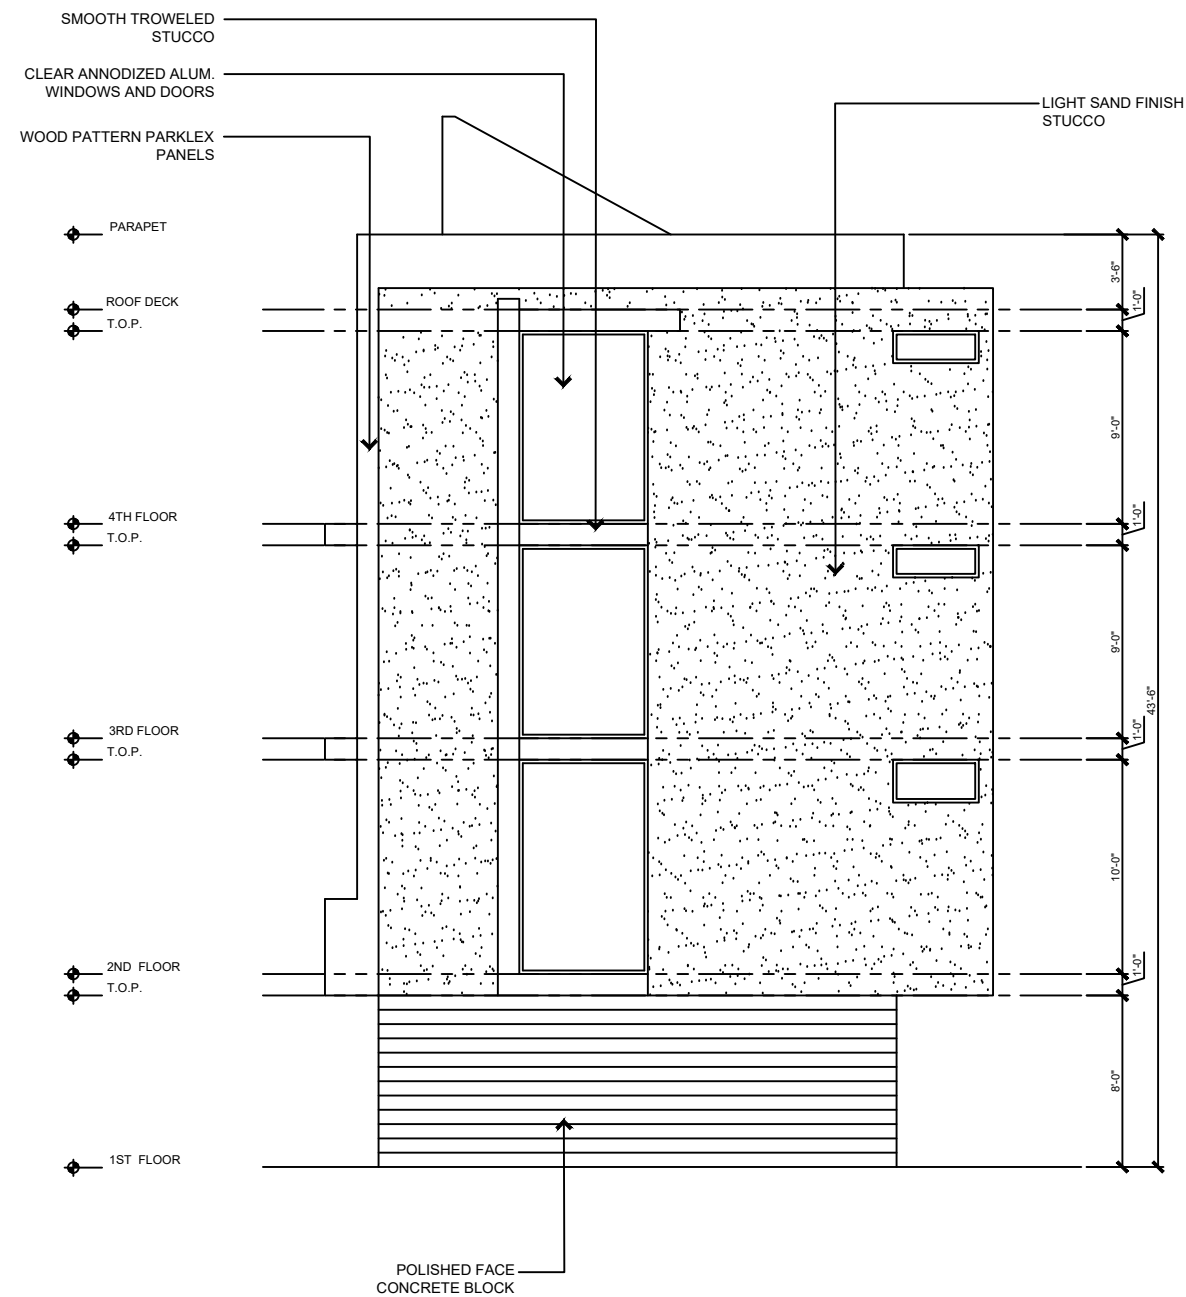 SMOOTH TROWELED
STUCCO
CLEAR ANNODIZED ALUM.
WINDOWS AND DOORS
WOOD PATTERN PARKLEX
PANELS
LIGHT SAND FINISH
STUCCO
PARAPET
3'-6"
ROOF DECK
1'-0"
T.O.P.
9'-0"
4TH FLOOR
1'-0"
T.O.P.
9'-0"
43'-6"
3RD FLOOR
1'-0"
T.O.P.
10'-0"
2ND FLOOR
1'-0"
T.O.P.
8'-0"
1ST FLOOR
POLISHED FACE
CONCRETE BLOCK